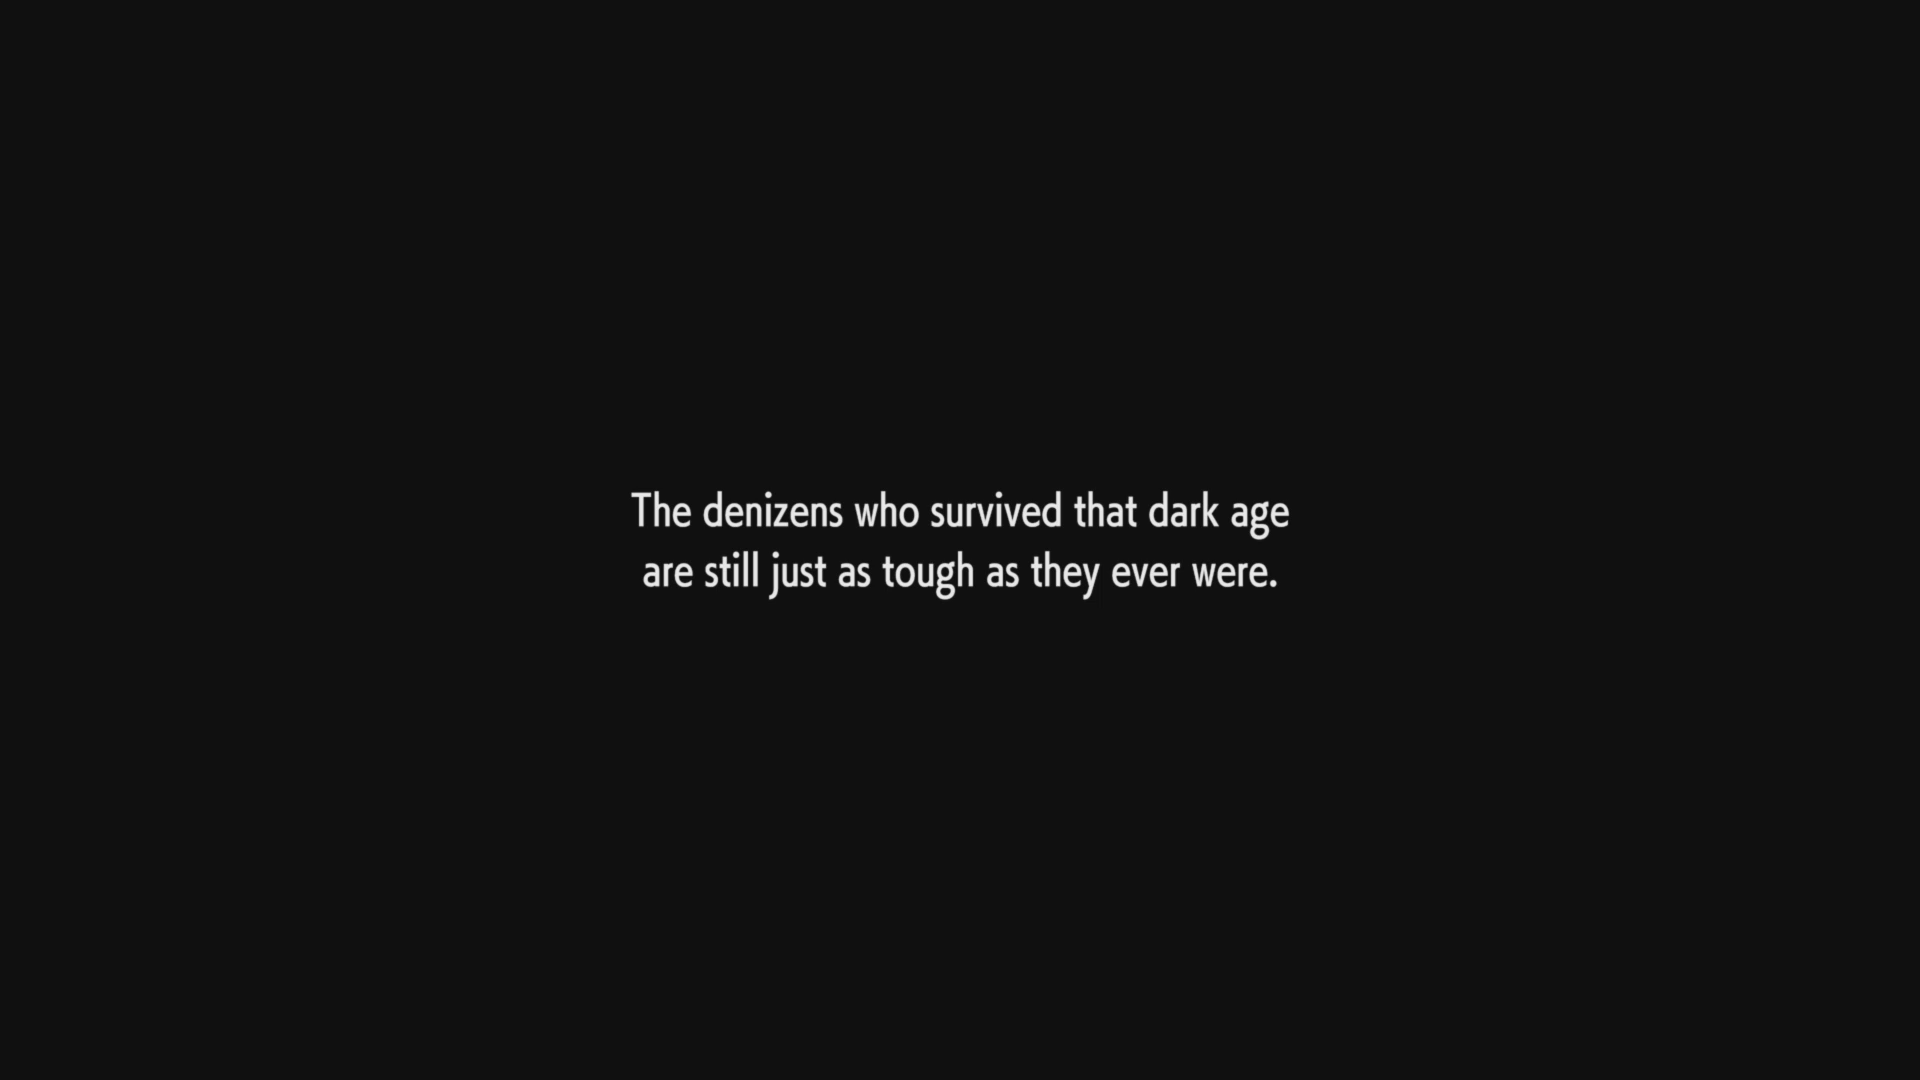 The denizens who survived that dark age
are still just as tough as they ever were.